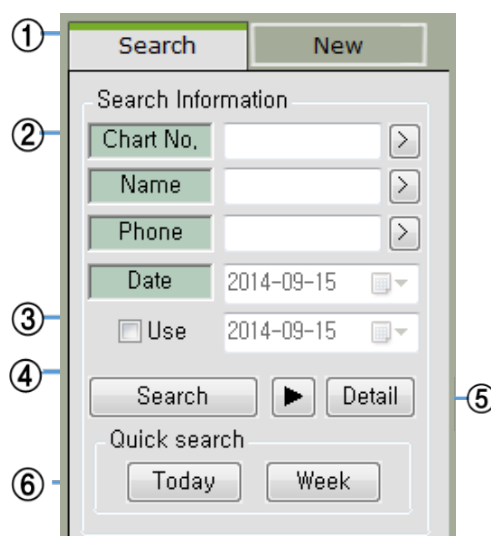 ① Search New
Search Information
② Chart No, >
Name >
Phone >
Date 2014-09-15
③ Use 2014-09-15
④ Search ▶ Detail ⑤
Quick search
⑥ Today Week